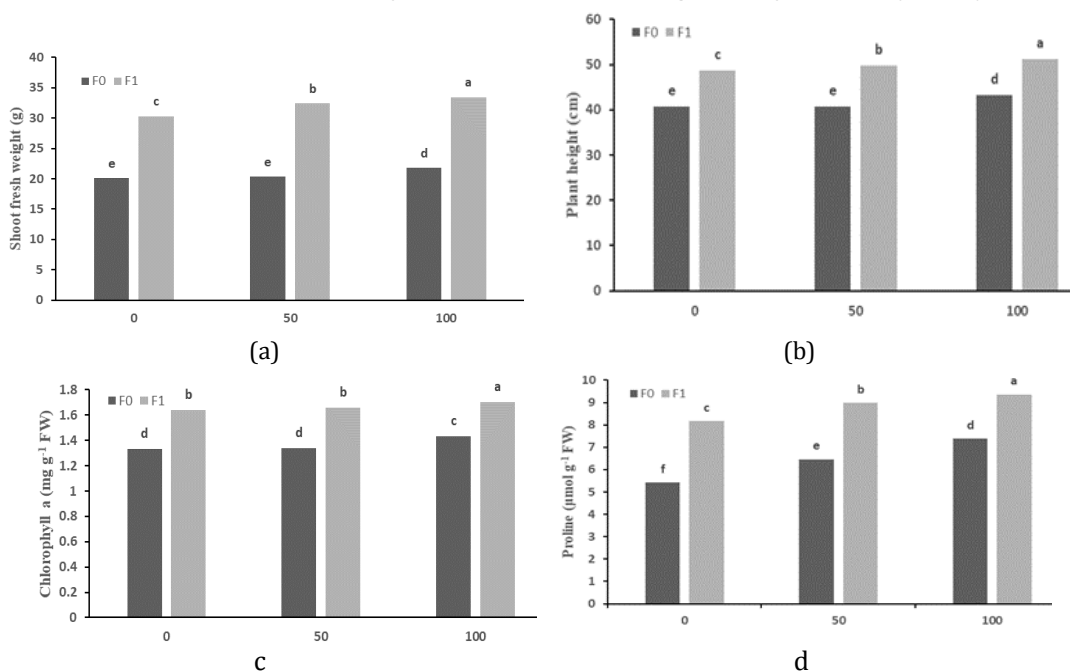 F0 F1
Shoot fresh weight (g)
40
35
30
25
20
15
10
5
0
e c e b d a
0 50 100
(a)
F0 F1
Plant height (cm)
60
50
40
30
20
10
0
e c e b d a
0 50 100
(b)
F0 F1
Chlorophyll a (mg g⁻¹ FW)
1.8
1.6
1.4
1.2
1
0.8
0.6
0.4
0.2
0
d b d b c a
0 50 100
c
F0 F1
Proline (μmol g⁻¹ FW)
10
9
8
7
6
5
4
3
2
1
0
f c e b d a
0 50 100
d